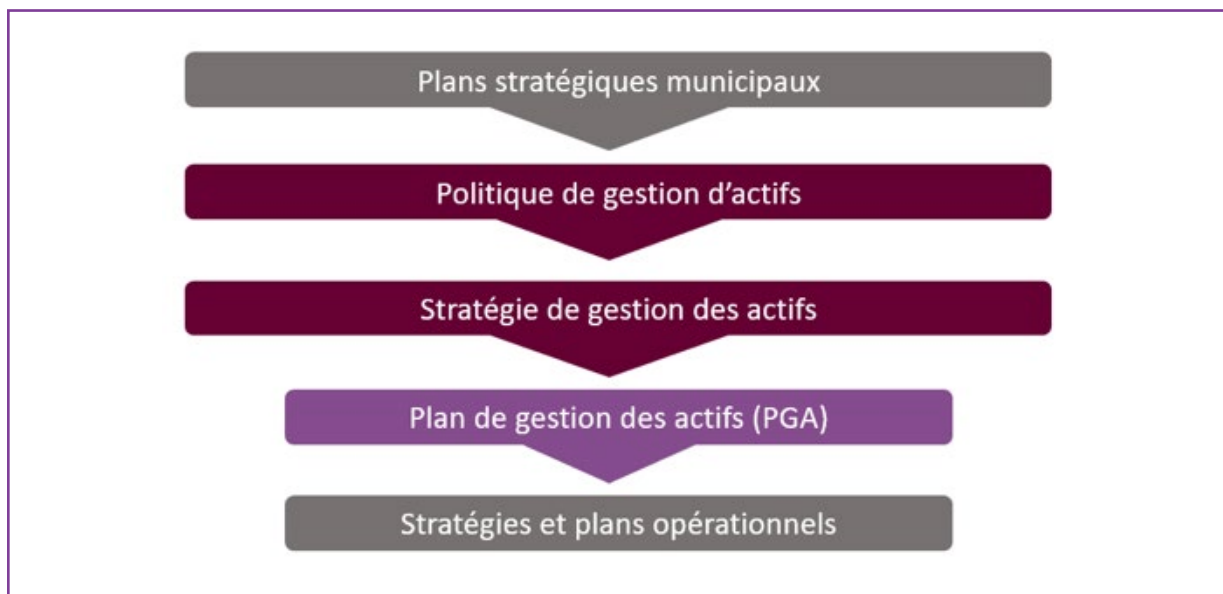 Plans stratégiques municipaux
Politique de gestion d’actifs
Stratégie de gestion des actifs
Plan de gestion des actifs (PGA)
Stratégies et plans opérationnels